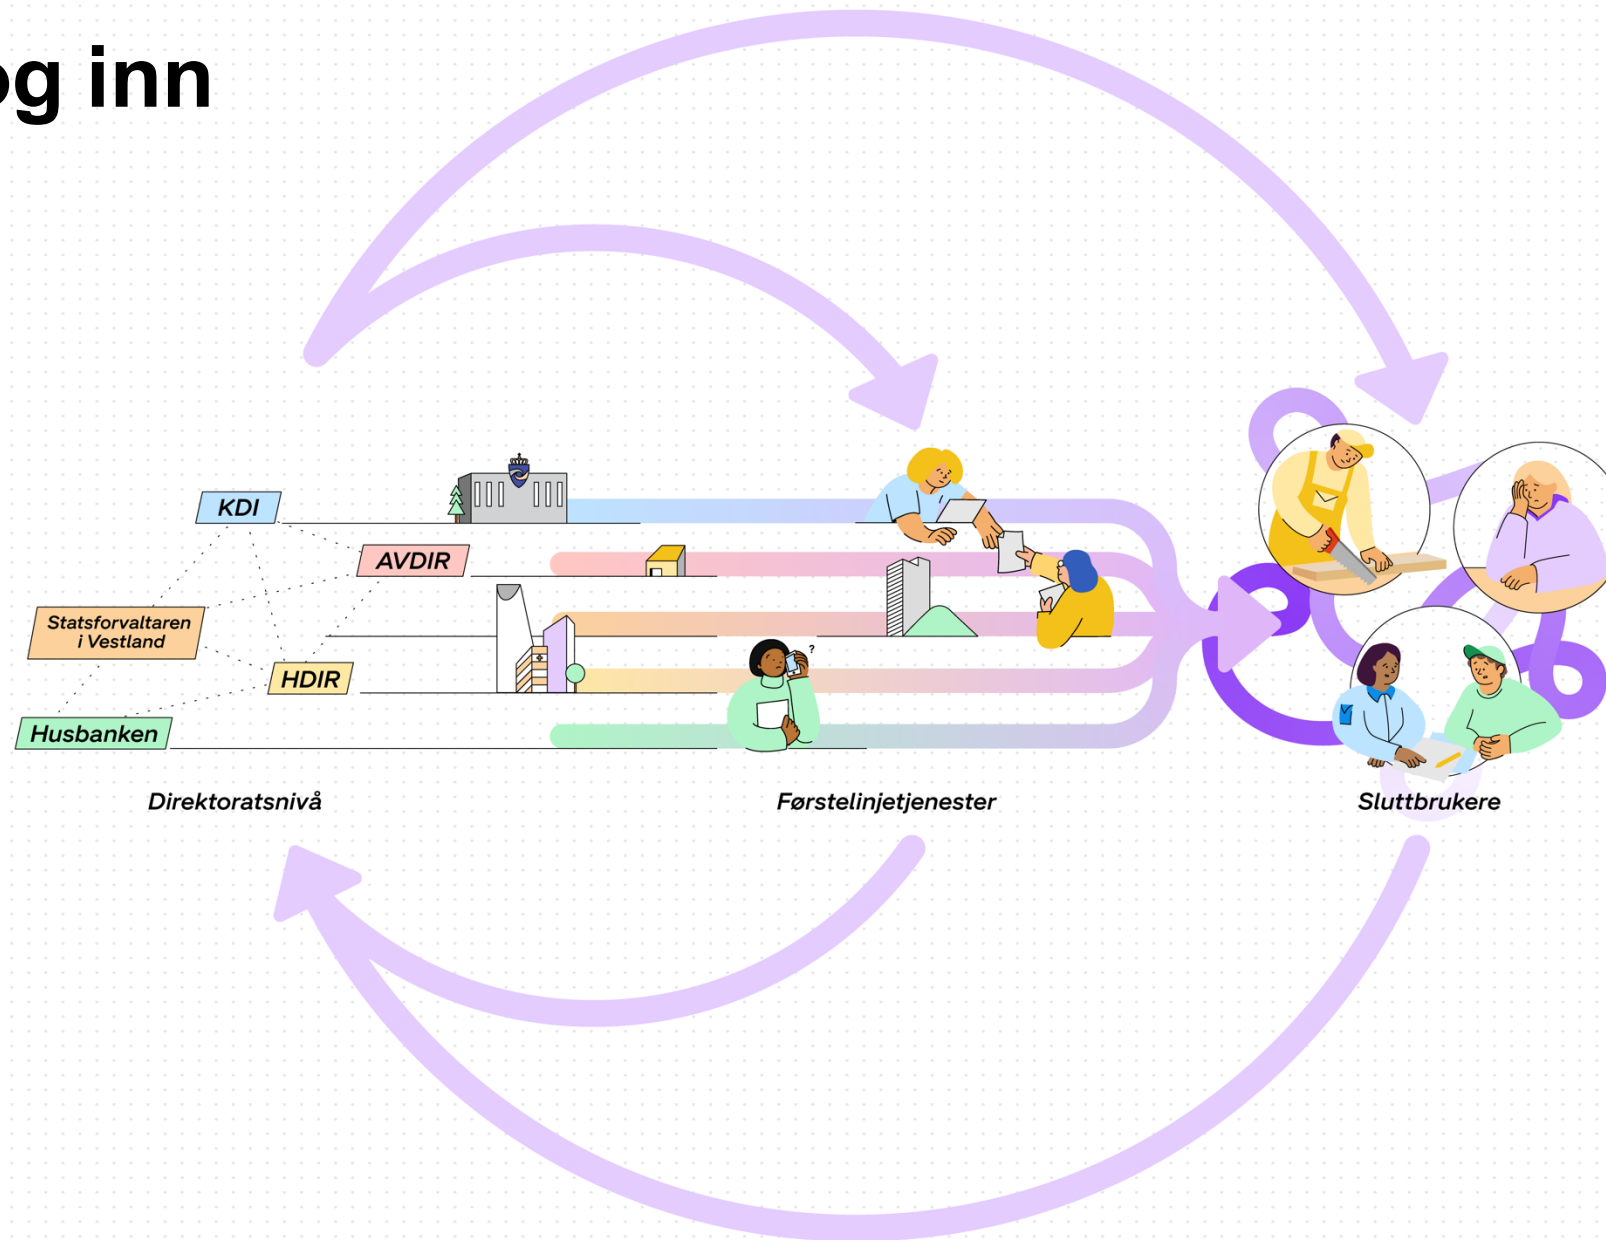 og inn
KDI
AVDIR
Statsforvaltaren
i Vestland
HDIR
Husbanken
?
Direktoratsnivå
Førstelinjetjenester
Sluttbrukere